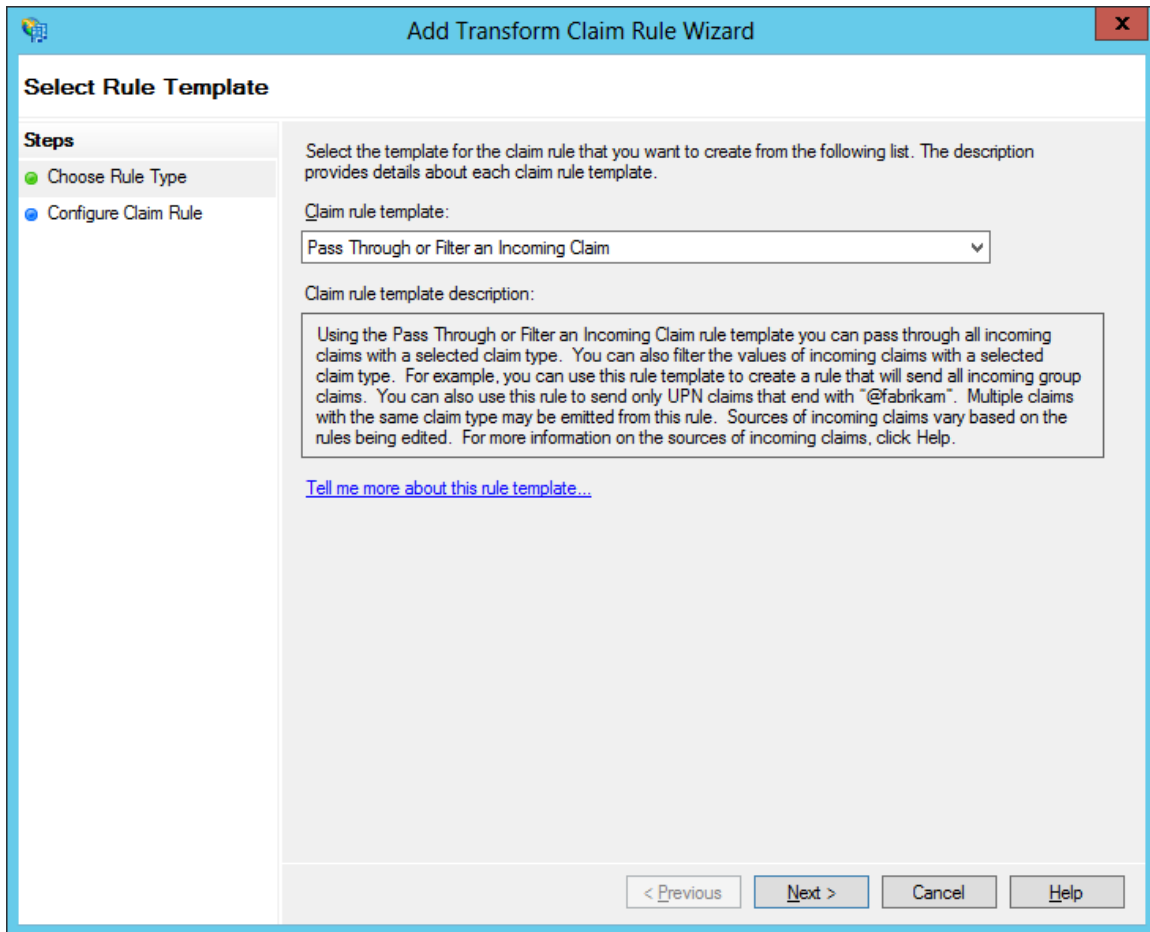 Add Transform Claim Rule Wizard
x
Select Rule Template
Steps
Choose Rule Type
Configure Claim Rule
Select the template for the claim rule that you want to create from the following list. The description
provides details about each claim rule template.
Claim rule template:
Pass Through or Filter an Incoming Claim
Claim rule template description:
Using the Pass Through or Filter an Incoming Claim rule template you can pass through all incoming
claims with a selected claim type. You can also filter the values of incoming claims with a selected
claim type. For example, you can use this rule template to create a rule that will send all incoming group
claims. You can also use this rule to send only UPN claims that end with "@fabrikam". Multiple claims
with the same claim type may be emitted from this rule. Sources of incoming claims vary based on the
rules being edited. For more information on the sources of incoming claims, click Help.
Tell me more about this rule template...
< Previous
Next >
Cancel
Help